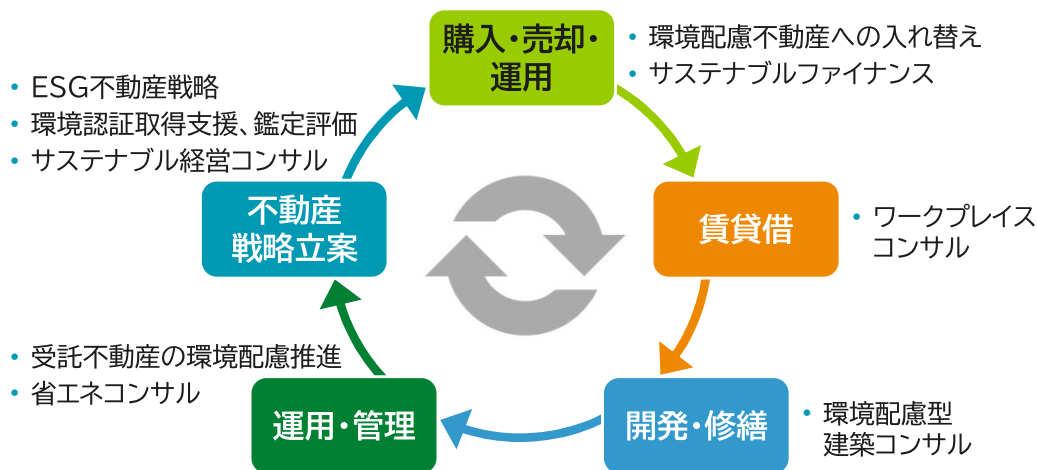 購入・売却・
運用
• 環境配慮不動産への入れ替え
• サステナブルファイナンス
• ESG不動産戦略
• 環境認証取得支援、鑑定評価
• サステナブル経営コンサル
不動産
戦略立案
賃貸借
• ワークプレイス
コンサル
• 受託不動産の環境配慮推進
• 省エネコンサル
運用・管理
開発・修繕
• 環境配慮型
建築コンサル